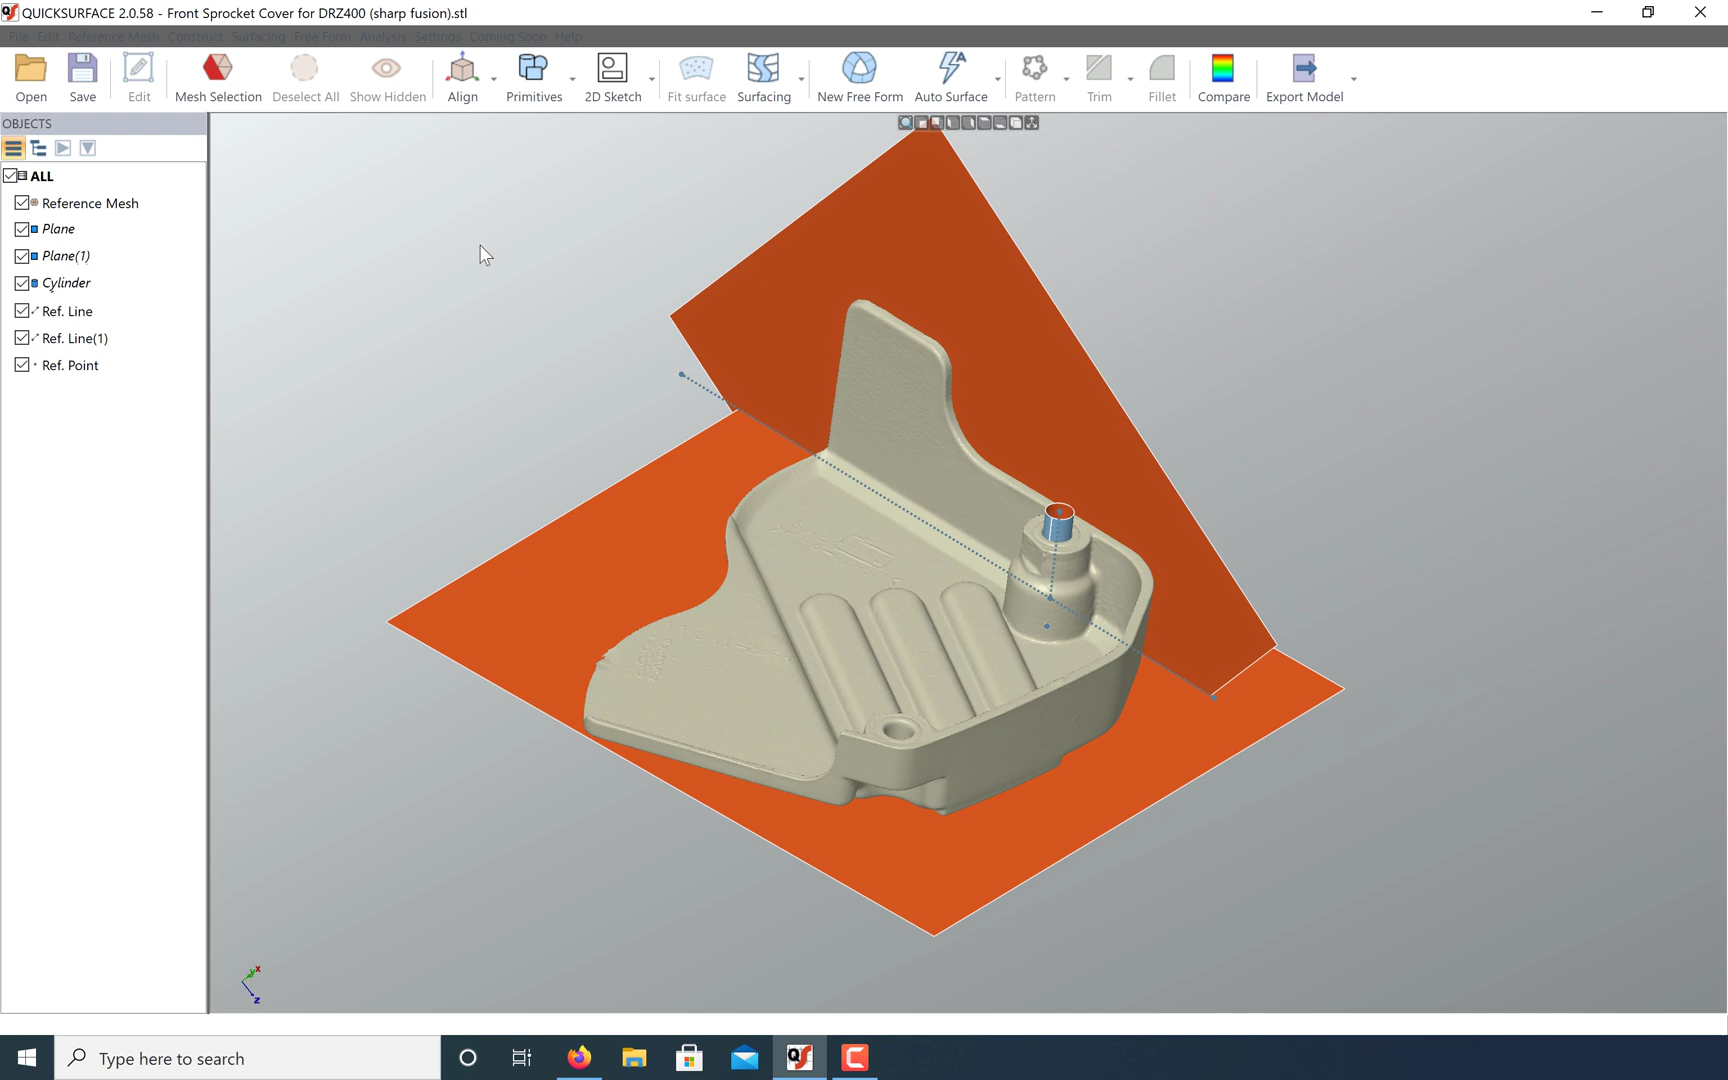 QUICKSURFACE 2.0.58 - Front Sprocket Cover for DRZ400 (sharp fusion).stl
File Edit Reference Mesh Construct Surfacing Free Form Analysis Settings Coming Soon Help
Open Save Edit Mesh Selection Deselect All Show Hidden Align Primitives 2D Sketch Fit surface Surfacing New Free Form Auto Surface Pattern Trim Fillet Compare Export Model
OBJECTS
ALL
Reference Mesh
Plane
Plane(1)
Cylinder
Ref. Line
Ref. Line(1)
Ref. Point
x
z
Type here to search